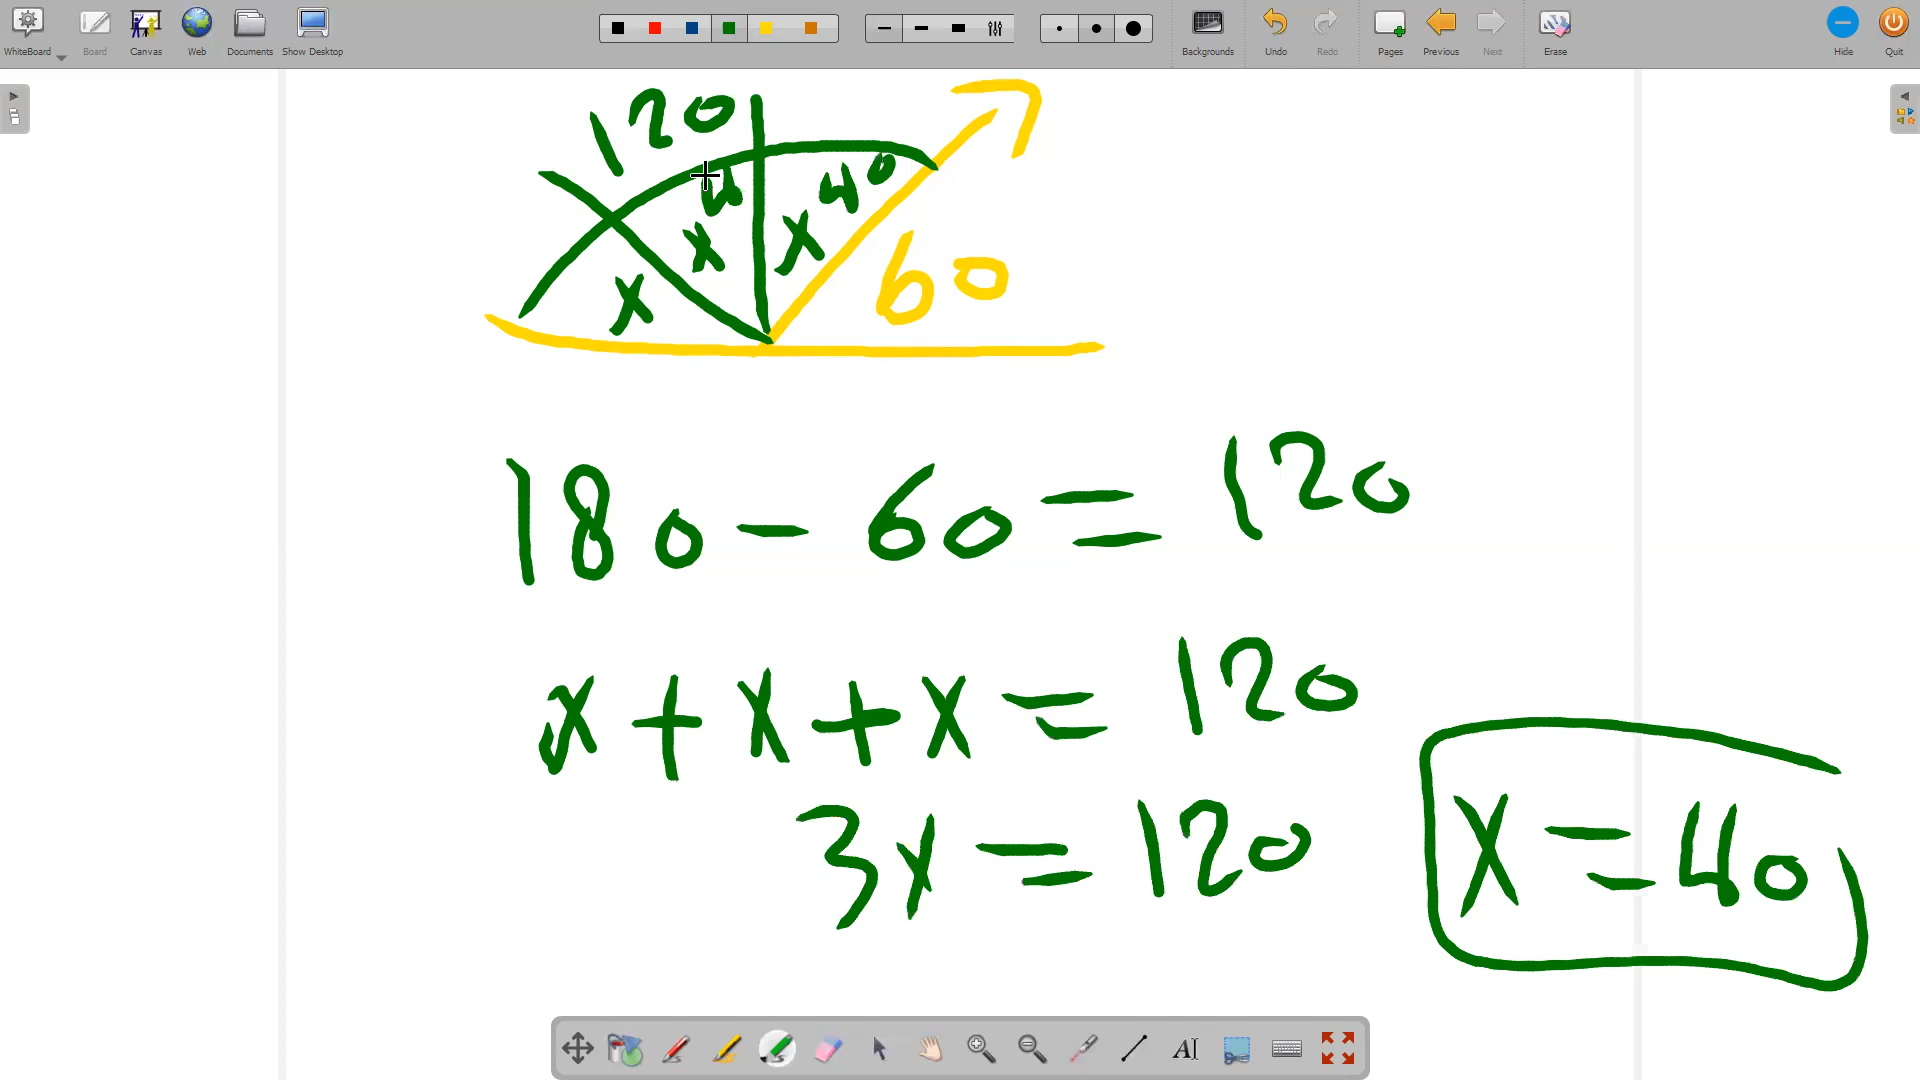 WhiteBoard Board Canvas Web Documents Show Desktop Backgrounds Undo Redo Pages Previous Next Erase Hide Quit
120
x 4 x 40
x
60
180 - 60 = 120
x + x + x = 120
3x = 120
x = 40
A